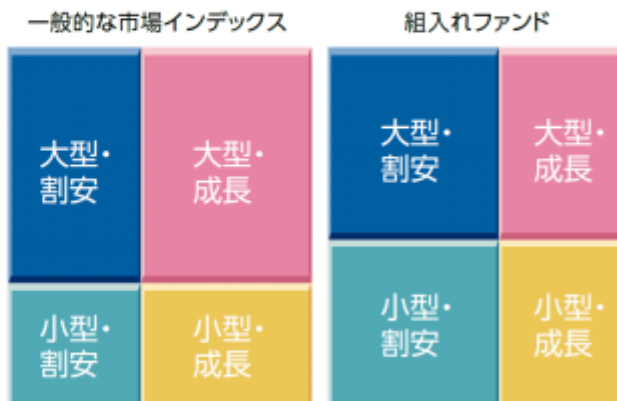 一般的な市場インデックス
組入れファンド
大型・
割安
大型・
成長
大型・
割安
大型・
成長
小型・
割安
小型・
成長
小型・
割安
小型・
成長